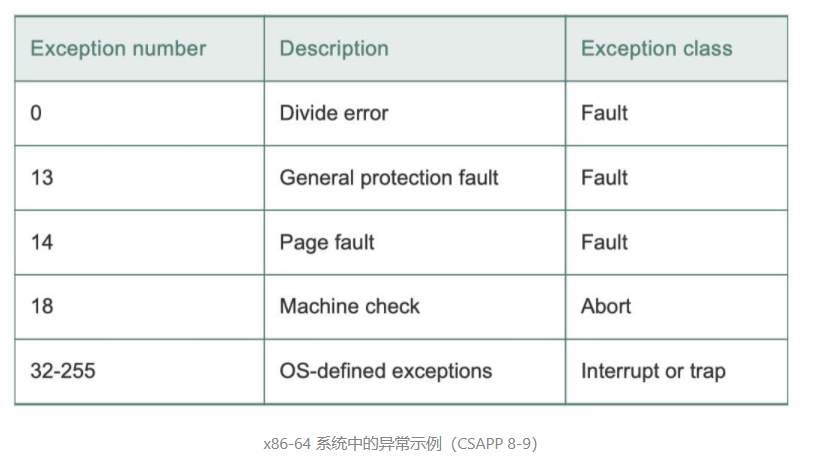 Exception number Description Exception class
0 Divide error Fault
13 General protection fault Fault
14 Page fault Fault
18 Machine check Abort
32-255 OS-defined exceptions Interrupt or trap
x86-64 系统中的异常示例（CSAPP 8-9）